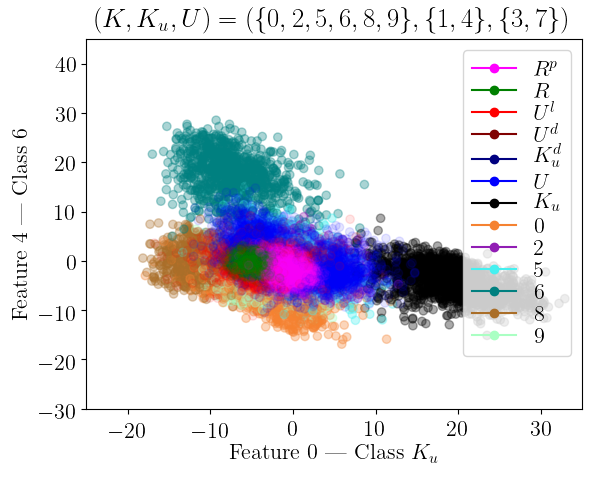 (K, K_u, U) = ({0, 2, 5, 6, 8, 9}, {1, 4}, {3, 7})
40
30
20
10
0
−10
−20
−30
Feature 4 — Class 6
R^p
R
U^l
U^d
K_u^d
U
K_u
0
2
5
6
8
9
−20 −10 0 10 20 30
Feature 0 — Class K_u